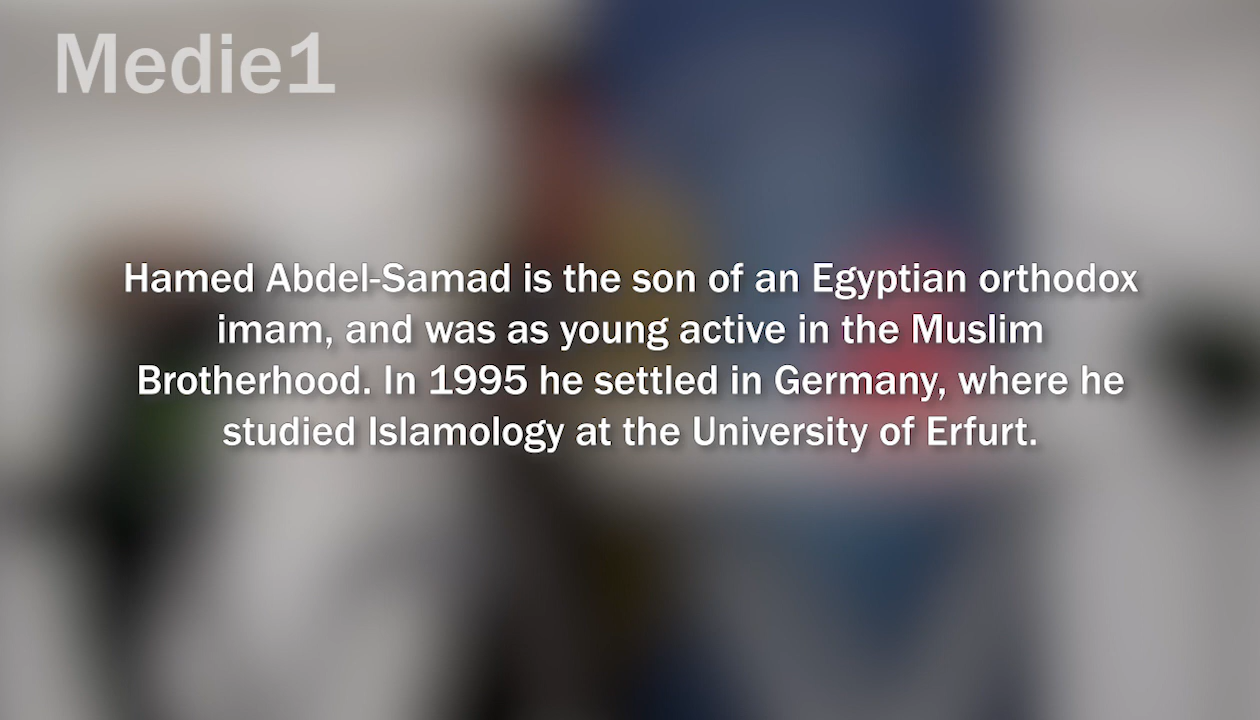 Medie1
Hamed Abdel-Samad is the son of an Egyptian orthodox
imam, and was as young active in the Muslim
Brotherhood. In 1995 he settled in Germany, where he
studied Islamology at the University of Erfurt.